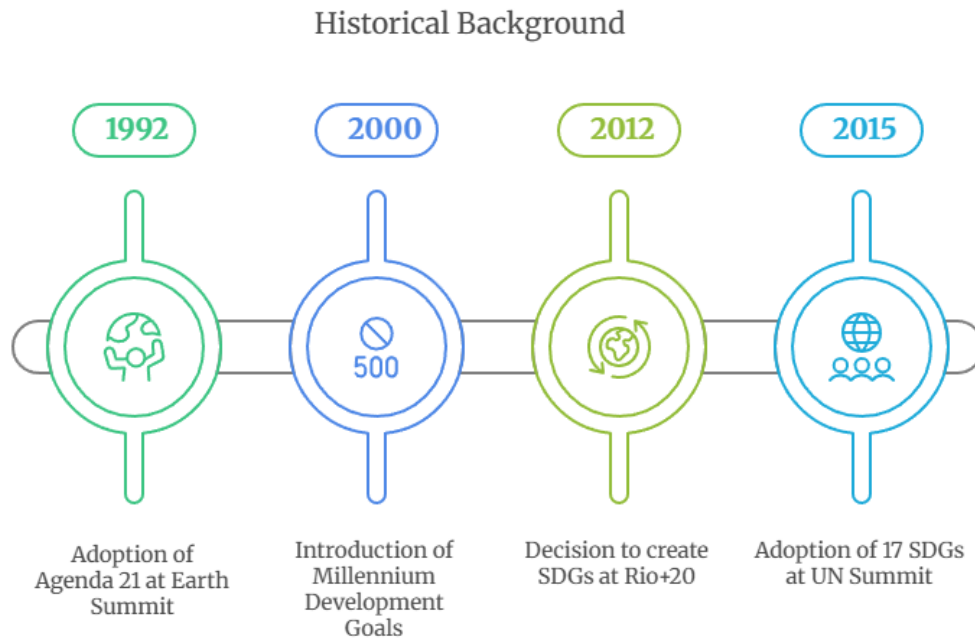 Historical Background
1992
2000
2012
2015
500
Adoption of
Agenda 21 at Earth
Summit
Introduction of
Millennium
Development
Goals
Decision to create
SDGs at Rio+20
Adoption of 17 SDGs
at UN Summit